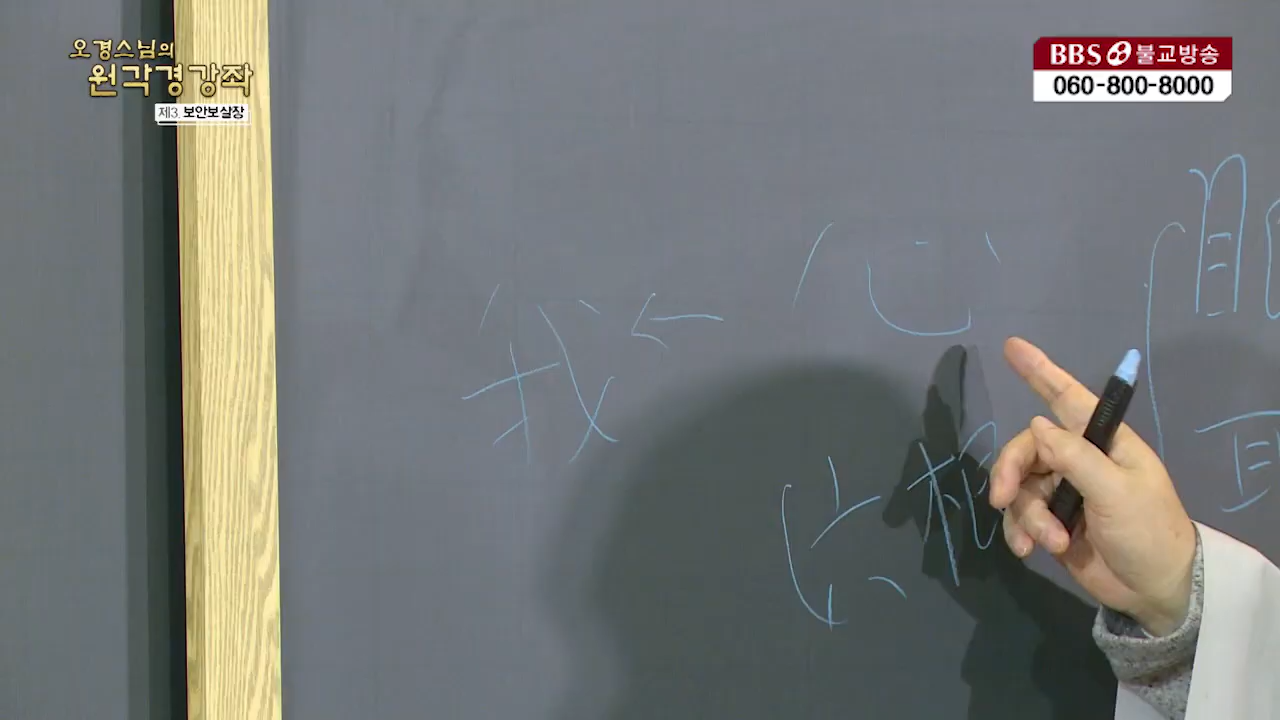 오경스님의
원각경강좌
제3. 보안보살장
BBS 불교방송
060-800-8000
我 ← 心
六根